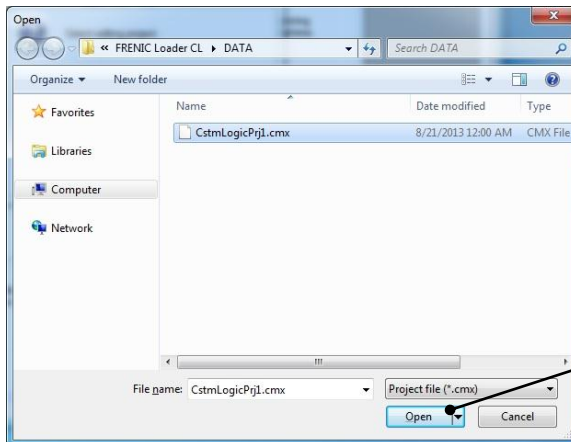 Open
« FRENIC Loader CL ▸ DATA
Search DATA
Organize
New folder
Name
Date modified
Type
Favorites
Libraries
Computer
Network
CstmLogicPrj1.cmx
8/21/2013 12:00 AM
CMX File
File name: CstmLogicPrj1.cmx
Project file (*.cmx)
Open
Cancel